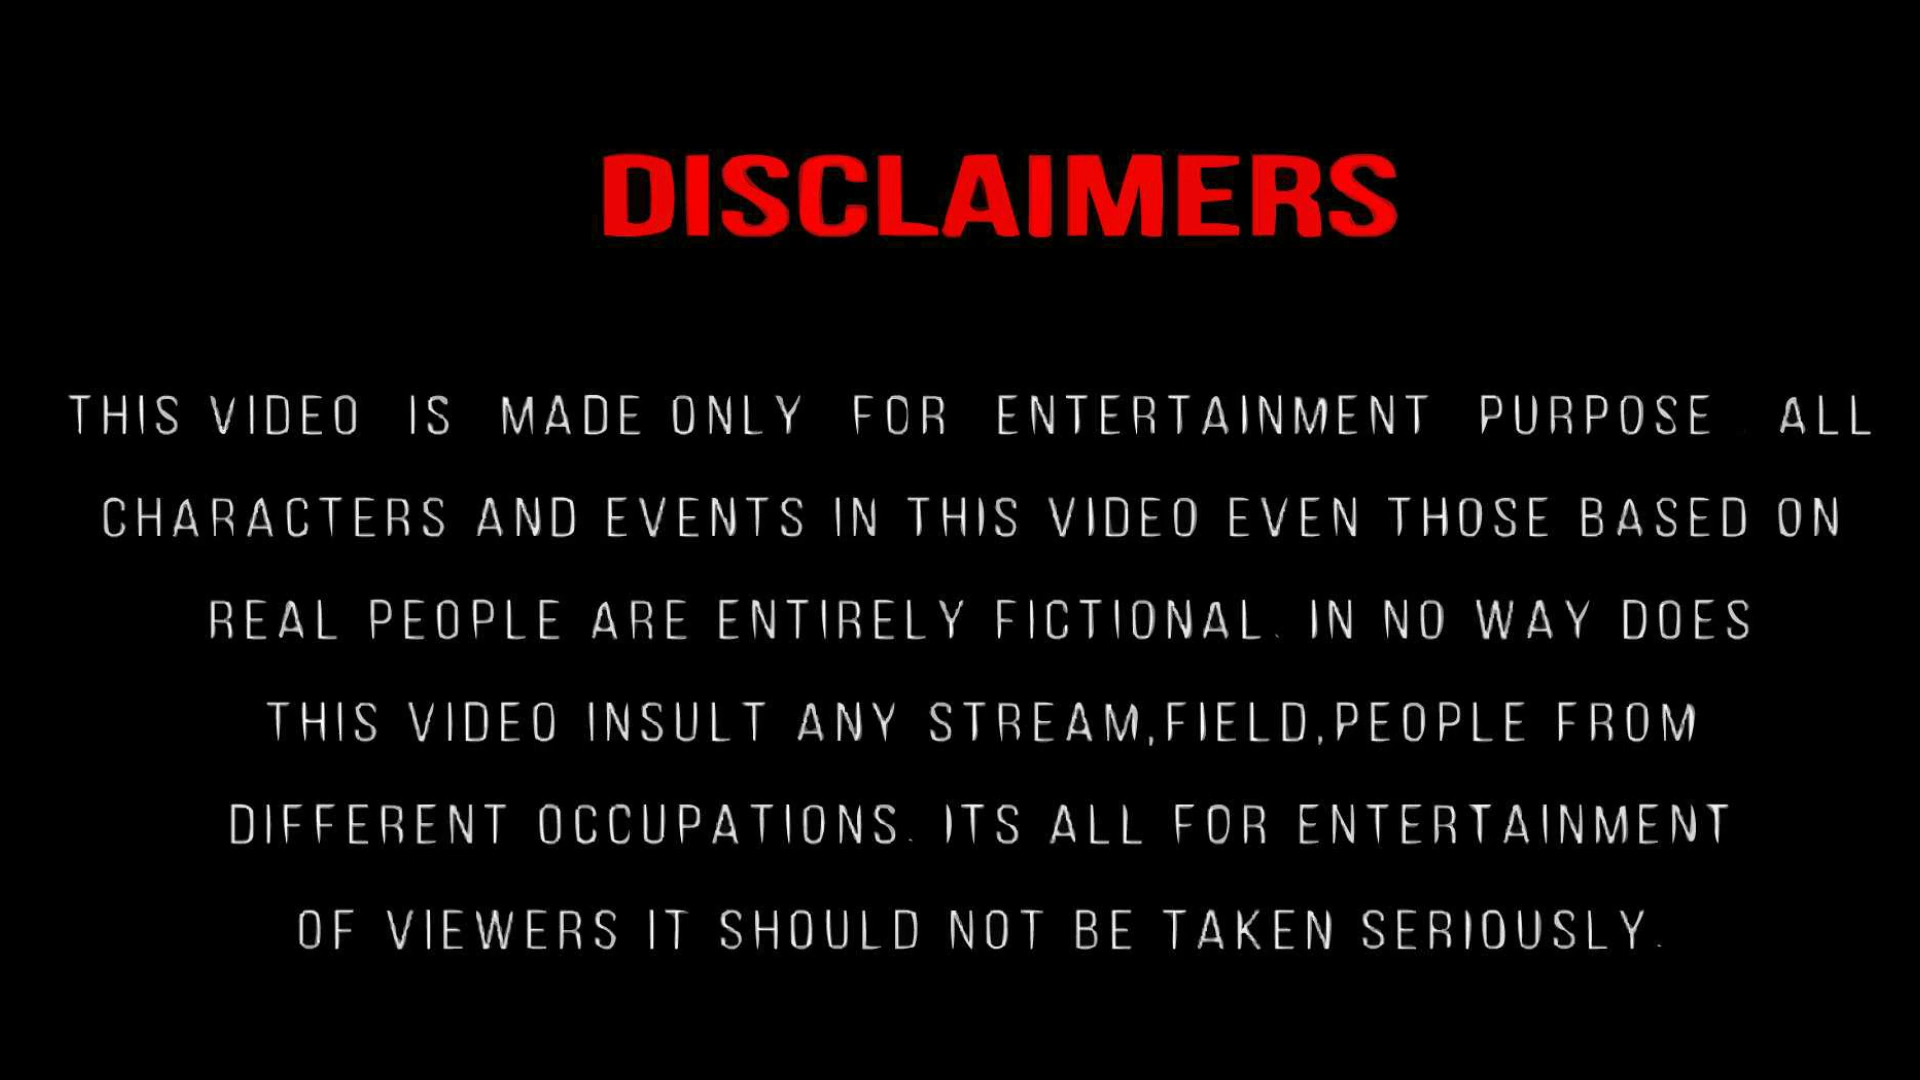 DISCLAIMERS
THIS VIDEO IS MADE ONLY FOR ENTERTAINMENT PURPOSE . ALL
CHARACTERS AND EVENTS IN THIS VIDEO EVEN THOSE BASED ON
REAL PEOPLE ARE ENTIRELY FICTIONAL. IN NO WAY DOES
THIS VIDEO INSULT ANY STREAM,FIELD,PEOPLE FROM
DIFFERENT OCCUPATIONS. ITS ALL FOR ENTERTAINMENT
OF VIEWERS IT SHOULD NOT BE TAKEN SERIOUSLY.